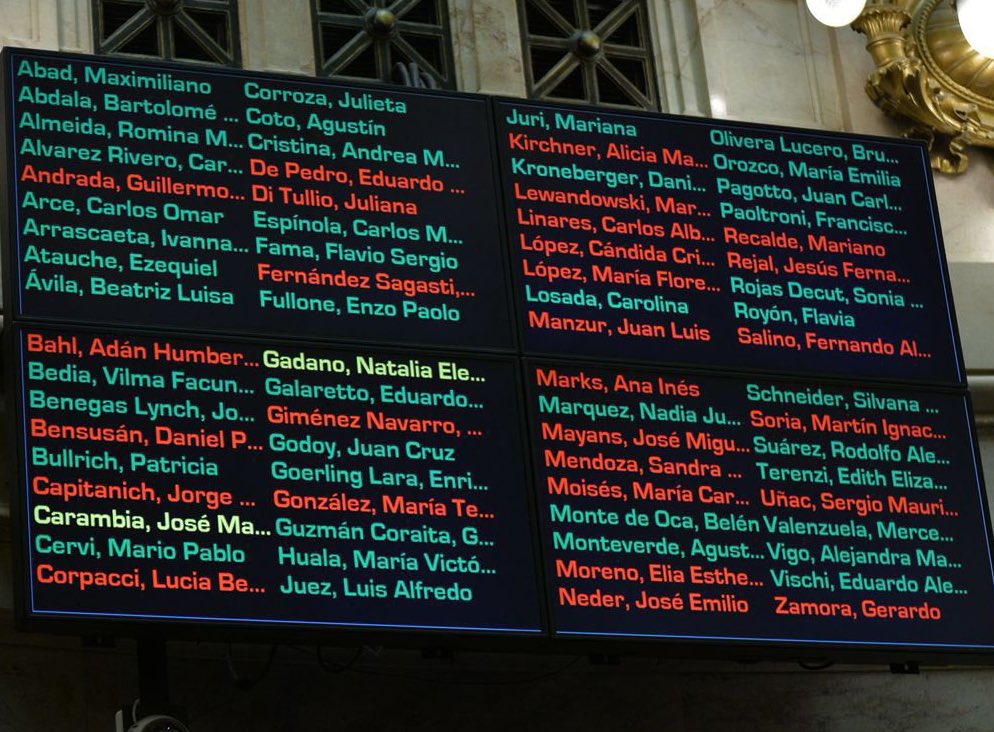 Abad, Maximiliano
Abdala, Bartolomé ...
Almeida, Romina M...
Alvarez Rivero, Car...
Andrada, Guillermo...
Arce, Carlos Omar
Arrascaeta, Ivanna...
Atauche, Ezequiel
Ávila, Beatriz Luisa
Corroza, Julieta
Coto, Agustín
Cristina, Andrea M...
De Pedro, Eduardo ...
Di Tullio, Juliana
Espínola, Carlos M...
Fama, Flavio Sergio
Fernández Sagasti,...
Fullone, Enzo Paolo
Juri, Mariana
Kirchner, Alicia Ma...
Kroneberger, Dani...
Lewandowski, Mar...
Linares, Carlos Alb...
López, Cándida Cri...
López, María Flore...
Losada, Carolina
Manzur, Juan Luis
Olivera Lucero, Bru...
Orozco, María Emilia
Pagotto, Juan Carl...
Paoltroni, Francisc...
Recalde, Mariano
Rejal, Jesús Ferna...
Rojas Decut, Sonia ...
Royón, Flavia
Salino, Fernando Al...
Bahl, Adán Humber...
Bedia, Vilma Facun...
Benegas Lynch, Jo...
Bensusán, Daniel P...
Bullrich, Patricia
Capitanich, Jorge ...
Carambia, José Ma...
Cervi, Mario Pablo
Corpacci, Lucia Be...
Gadano, Natalia Ele...
Galaretto, Eduardo...
Giménez Navarro, ...
Godoy, Juan Cruz
Goerling Lara, Enri...
González, María Te...
Guzmán Coraita, G...
Huala, María Victó...
Juez, Luis Alfredo
Marks, Ana Inés
Marquez, Nadia Ju...
Mayans, José Migu...
Mendoza, Sandra ...
Moisés, María Car...
Monte de Oca, Belén
Monteverde, Agust...
Moreno, Elia Esthe...
Neder, José Emilio
Schneider, Silvana ...
Soria, Martín Ignac...
Suárez, Rodolfo Ale...
Terenzi, Edith Eliza...
Uñac, Sergio Mauri...
Valenzuela, Merce...
Vigo, Alejandra Ma...
Vischi, Eduardo Ale...
Zamora, Gerardo